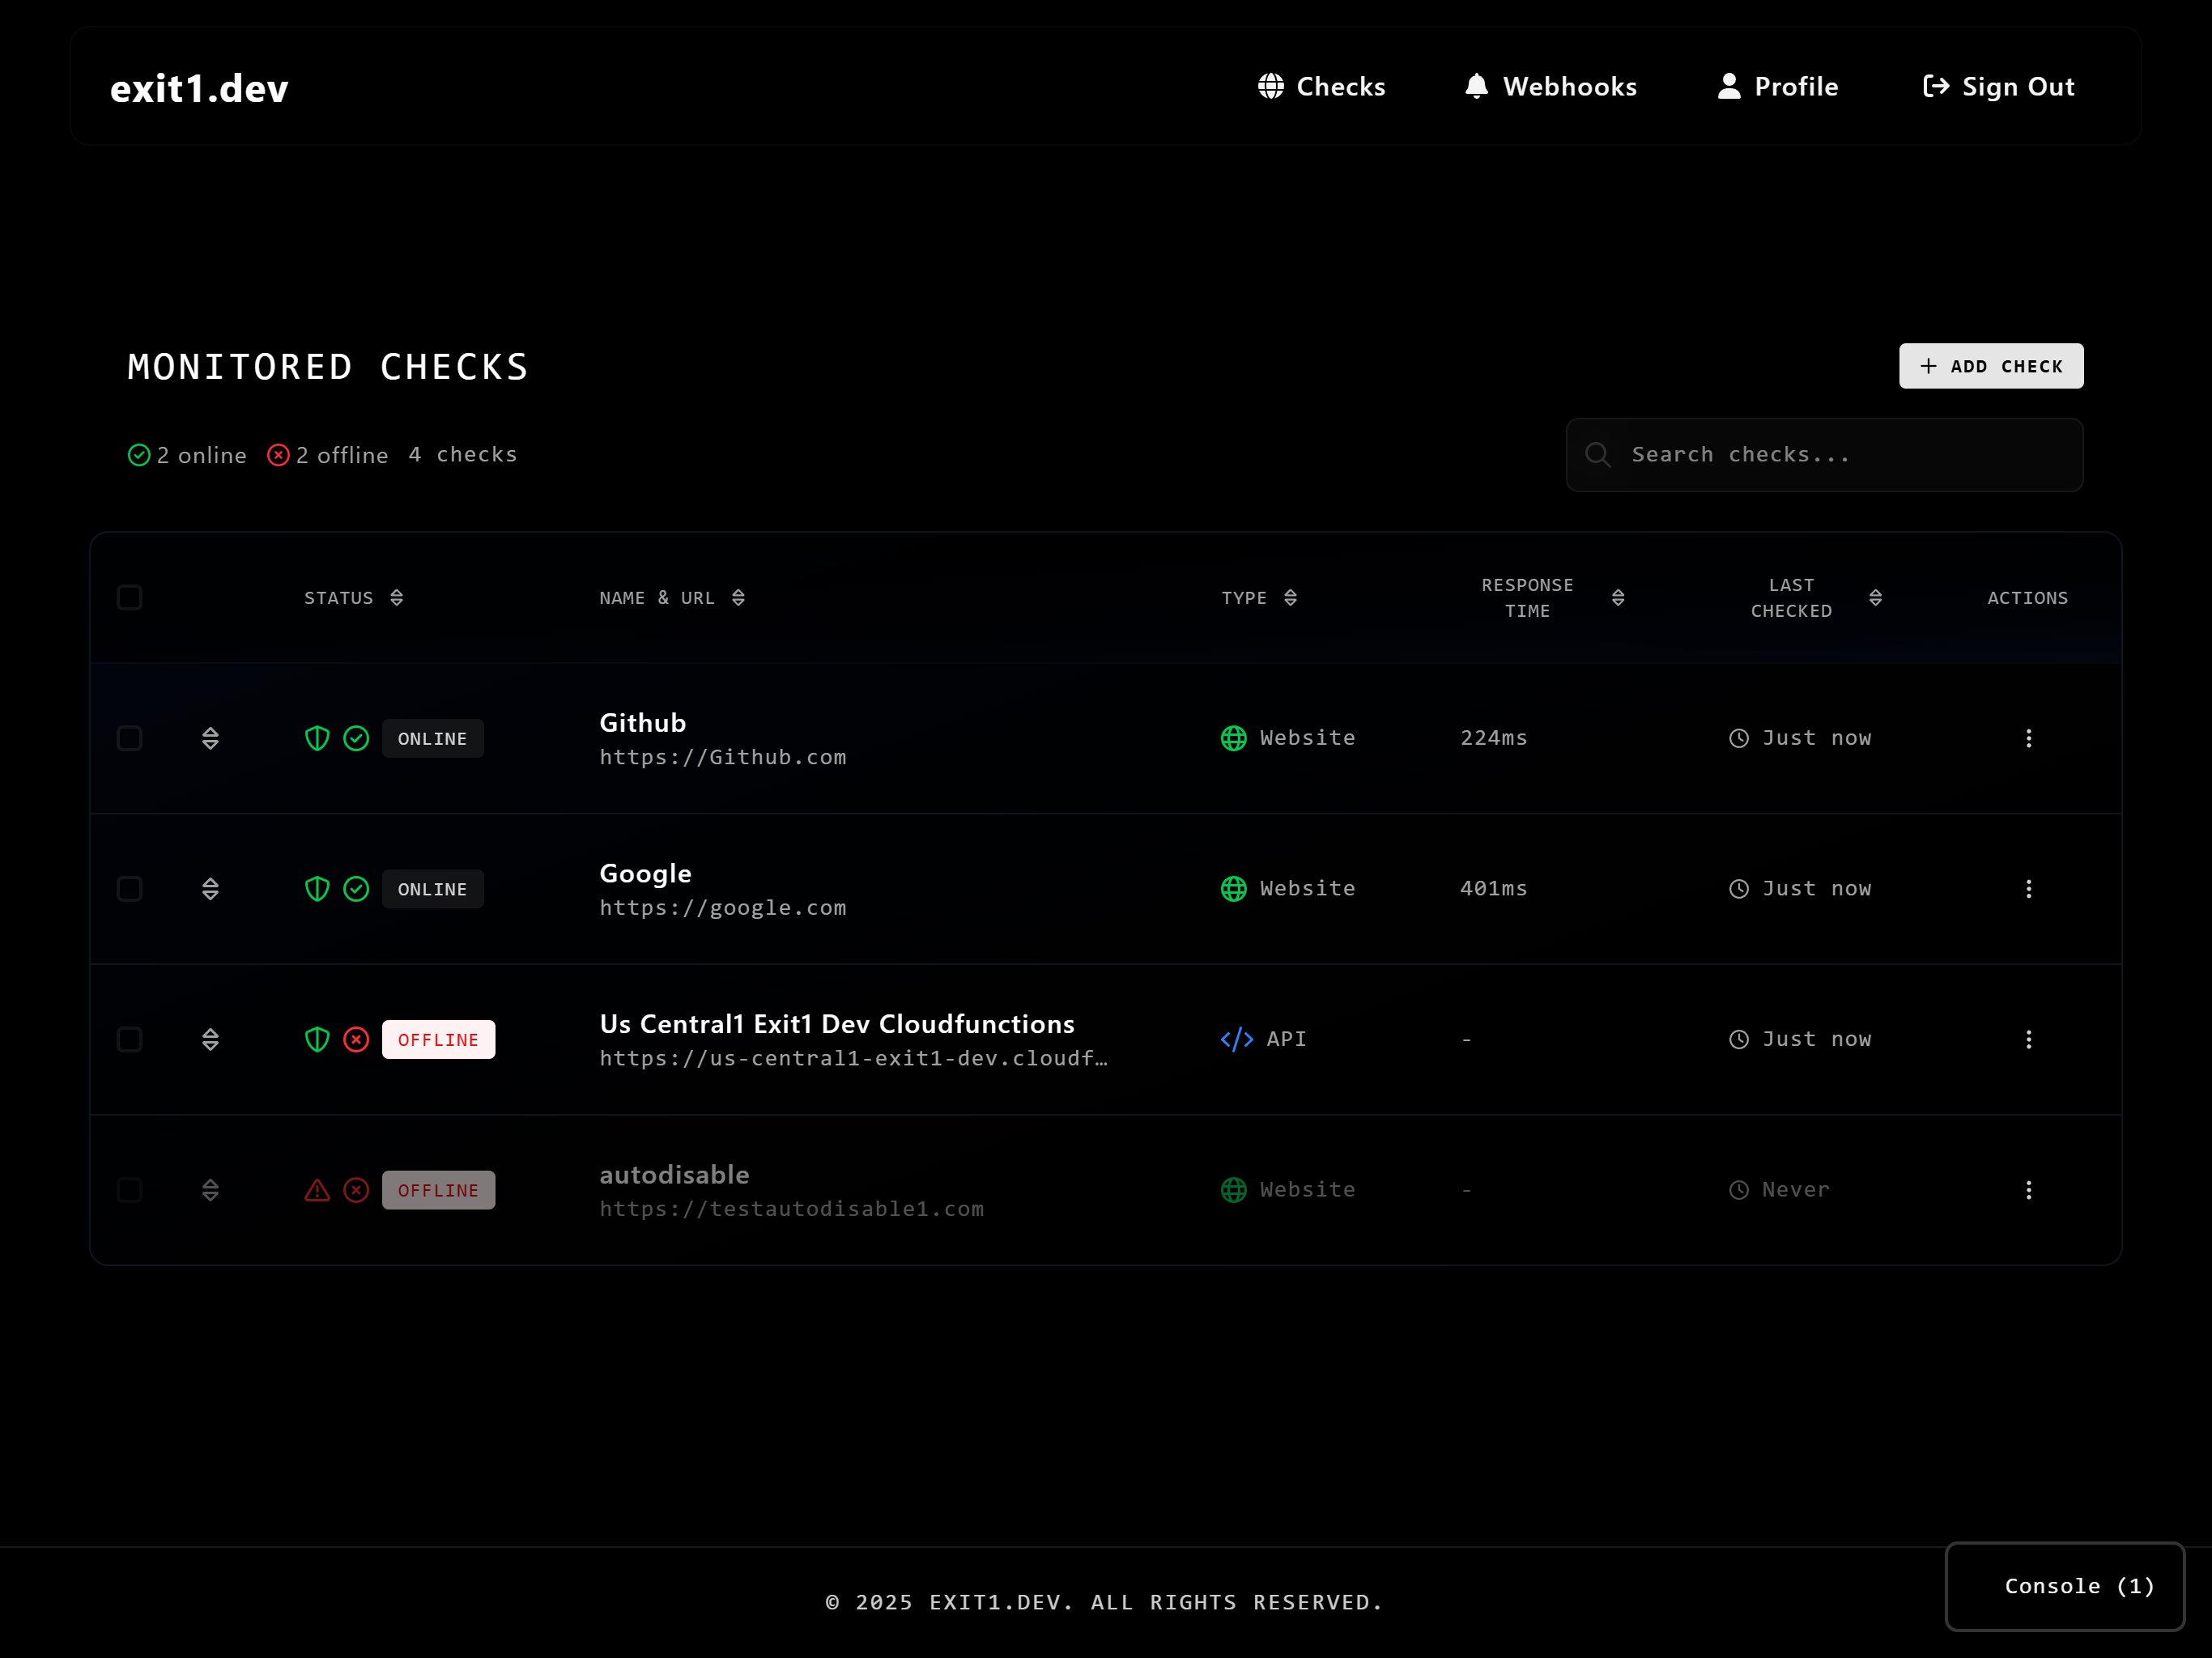 exit1.dev
Checks
Webhooks
Profile
Sign Out
MONITORED CHECKS
ADD CHECK
2 online 2 offline 4 checks
Search checks...
STATUS NAME & URL TYPE RESPONSE TIME LAST CHECKED ACTIONS
ONLINE
Github
https://Github.com
Website
224ms
Just now
ONLINE
Google
https://google.com
Website
401ms
Just now
OFFLINE
Us Central1 Exit1 Dev Cloudfunctions
https://us-central1-exit1-dev.cloudf…
API
-
Just now
OFFLINE
autodisable
https://testautodisable1.com
Website
-
Never
© 2025 EXIT1.DEV. ALL RIGHTS RESERVED.
Console (1)